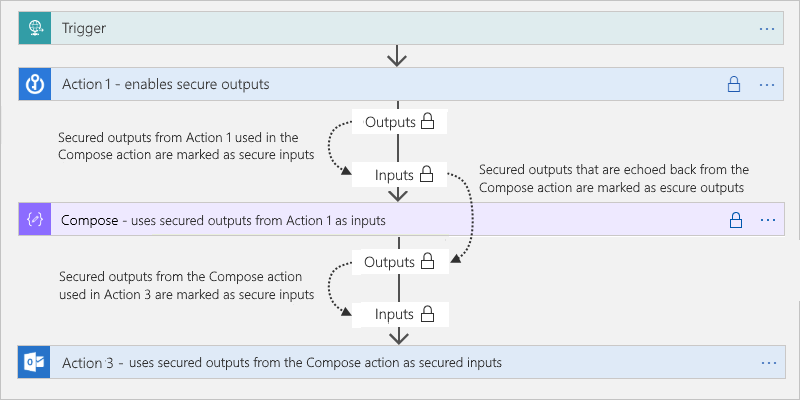 Trigger
Action 1 - enables secure outputs
Outputs
Secured outputs from Action 1 used in the
Compose action are marked as secure inputs
Inputs
Secured outputs that are echoed back from the
Compose action are marked as escure outputs
Compose - uses secured outputs from Action 1 as inputs
Outputs
Secured outputs from the Compose action
used in Action 3 are marked as secure inputs
Inputs
Action 3 - uses secured outputs from the Compose action as secured inputs